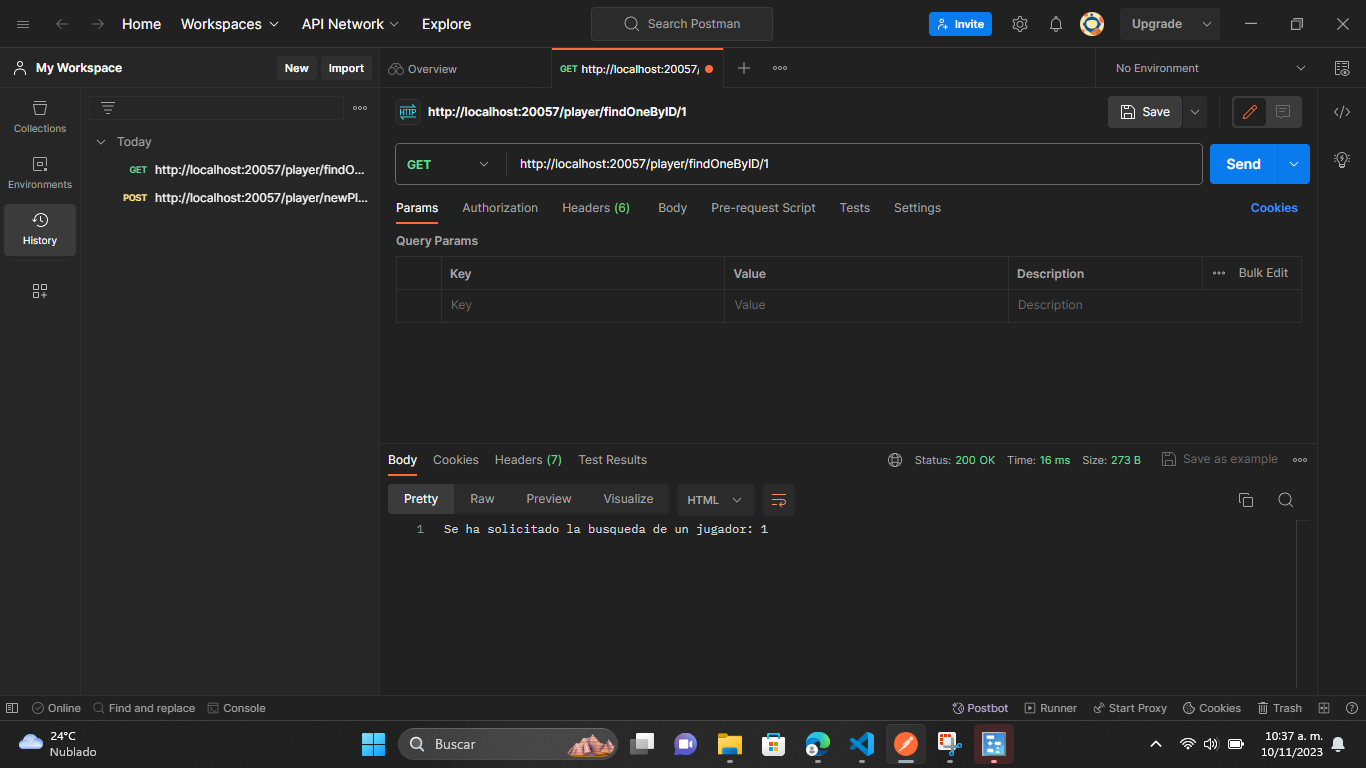 Home Workspaces API Network Explore Search Postman Invite Upgrade
My Workspace New Import Overview GET http://localhost:20057/ No Environment
Collections
Environments
History
Today
GET http://localhost:20057/player/findO...
POST http://localhost:20057/player/newPl...
HTTP http://localhost:20057/player/findOneByID/1 Save
GET http://localhost:20057/player/findOneByID/1 Send
Params Authorization Headers (6) Body Pre-request Script Tests Settings Cookies
Query Params
Key Value Description Bulk Edit
Key Value Description
Body Cookies Headers (7) Test Results Status: 200 OK Time: 16 ms Size: 273 B Save as example
Pretty Raw Preview Visualize HTML
1 Se ha solicitado la busqueda de un jugador: 1
Online Find and replace Console Postbot Runner Start Proxy Cookies Trash
24°C
Nublado
Buscar
10:37 a. m.
10/11/2023